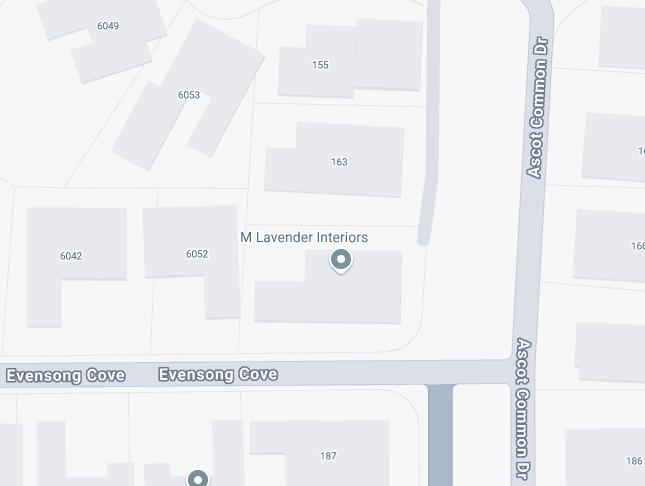 6049
Ascot Common Dr
155
6053
163
M Lavender Interiors
6042
6052
168
Evensong Cove
Evensong Cove
Ascot Common Dr
187
186